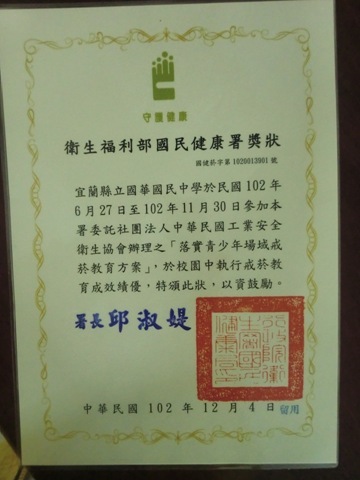 守護健康
衛生福利部國民健康署獎狀
國健菸字第1020013901號
宜蘭縣立國華國民中學於民國102年
6月27日至102年11月30日參加本
署委託社團法人中華民國工業安全
衛生協會辦理之「落實青少年場域戒
菸教育方案」，於校園中執行戒菸教
育成效績優，特頒此狀，以資鼓勵。
署長邱淑媞
中華民國102年12月4日
留用